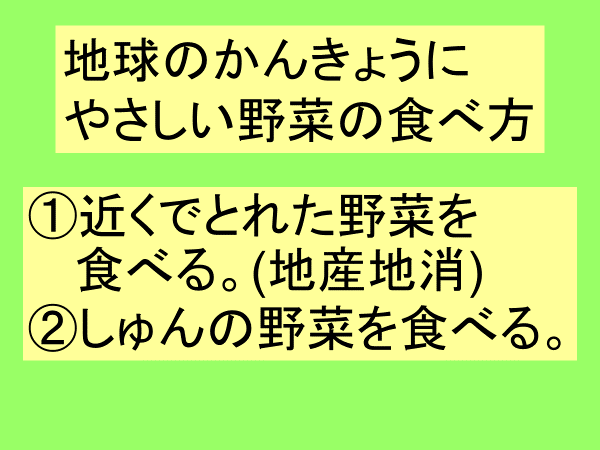 地球のかんきょうに
やさしい野菜の食べ方
①近くでとれた野菜を
食べる。(地産地消)
②しゅんの野菜を食べる。